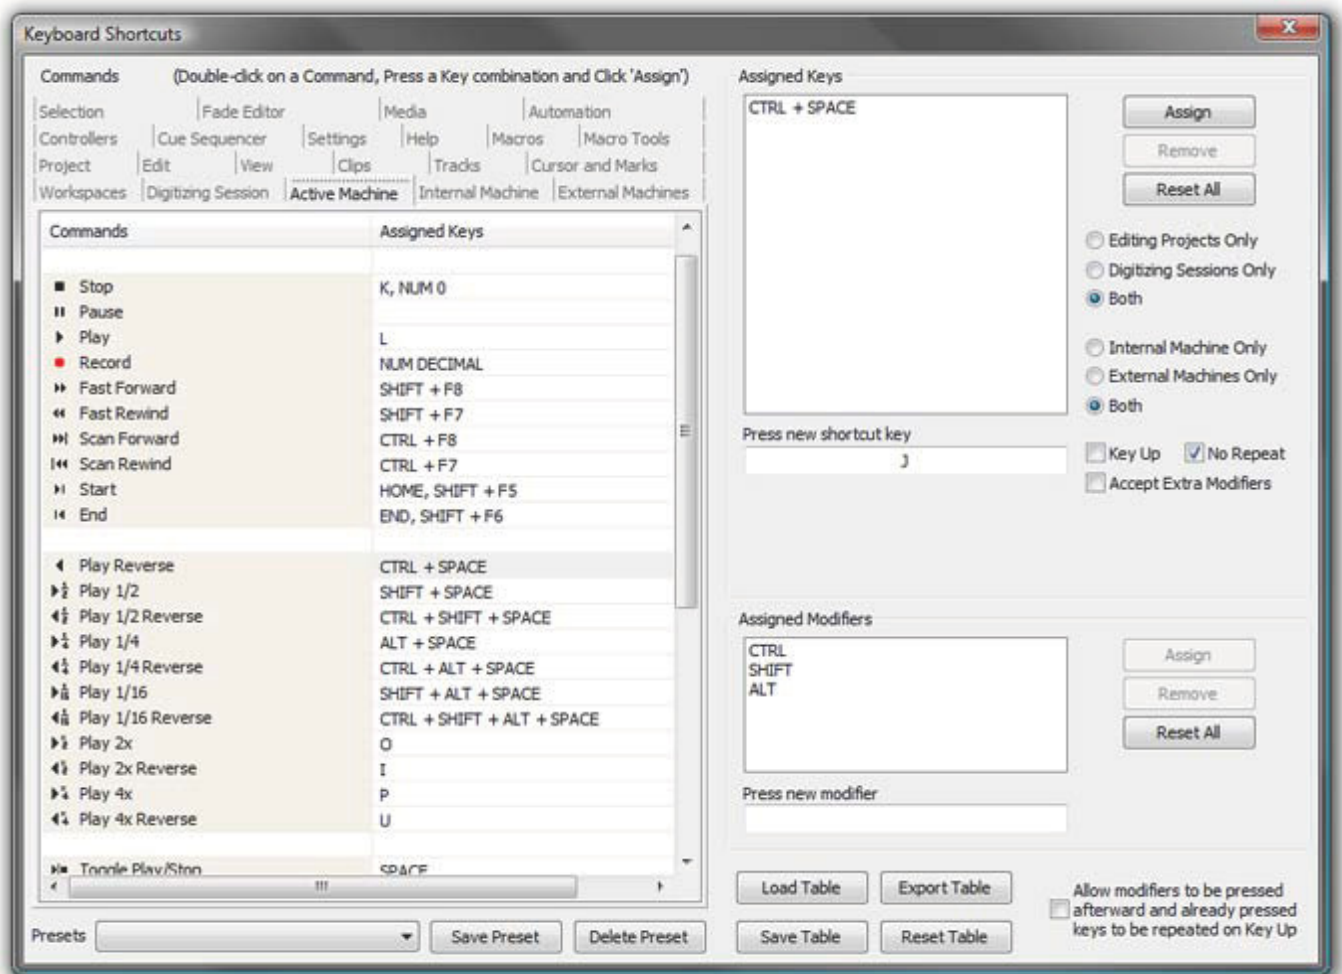 Keyboard Shortcuts
Commands (Double-click on a Command, Press a Key combination and Click 'Assign')
Selection Fade Editor Media Automation
Controllers Cue Sequencer Settings Help Macros Macro Tools
Project Edit View Clips Tracks Cursor and Marks
Workspaces Digitizing Session Active Machine Internal Machine External Machines
Commands Assigned Keys
Stop K, NUM 0
Pause
Play L
Record NUM DECIMAL
Fast Forward SHIFT + F8
Fast Rewind SHIFT + F7
Scan Forward CTRL + F8
Scan Rewind CTRL + F7
Start HOME, SHIFT + F5
End END, SHIFT + F6
Play Reverse CTRL + SPACE
Play 1/2 SHIFT + SPACE
Play 1/2 Reverse CTRL + SHIFT + SPACE
Play 1/4 ALT + SPACE
Play 1/4 Reverse CTRL + ALT + SPACE
Play 1/16 SHIFT + ALT + SPACE
Play 1/16 Reverse CTRL + SHIFT + ALT + SPACE
Play 2x O
Play 2x Reverse I
Play 4x P
Play 4x Reverse U
Toggle Play/Stop SPACE
Presets Save Preset Delete Preset
Assigned Keys
CTRL + SPACE
Assign
Remove
Reset All
Editing Projects Only
Digitizing Sessions Only
Both
Internal Machine Only
External Machines Only
Both
Press new shortcut key
J
Key Up No Repeat
Accept Extra Modifiers
Assigned Modifiers
CTRL
SHIFT
ALT
Assign
Remove
Reset All
Press new modifier
Load Table Export Table
Save Table Reset Table
Allow modifiers to be pressed
afterward and already pressed
keys to be repeated on Key Up